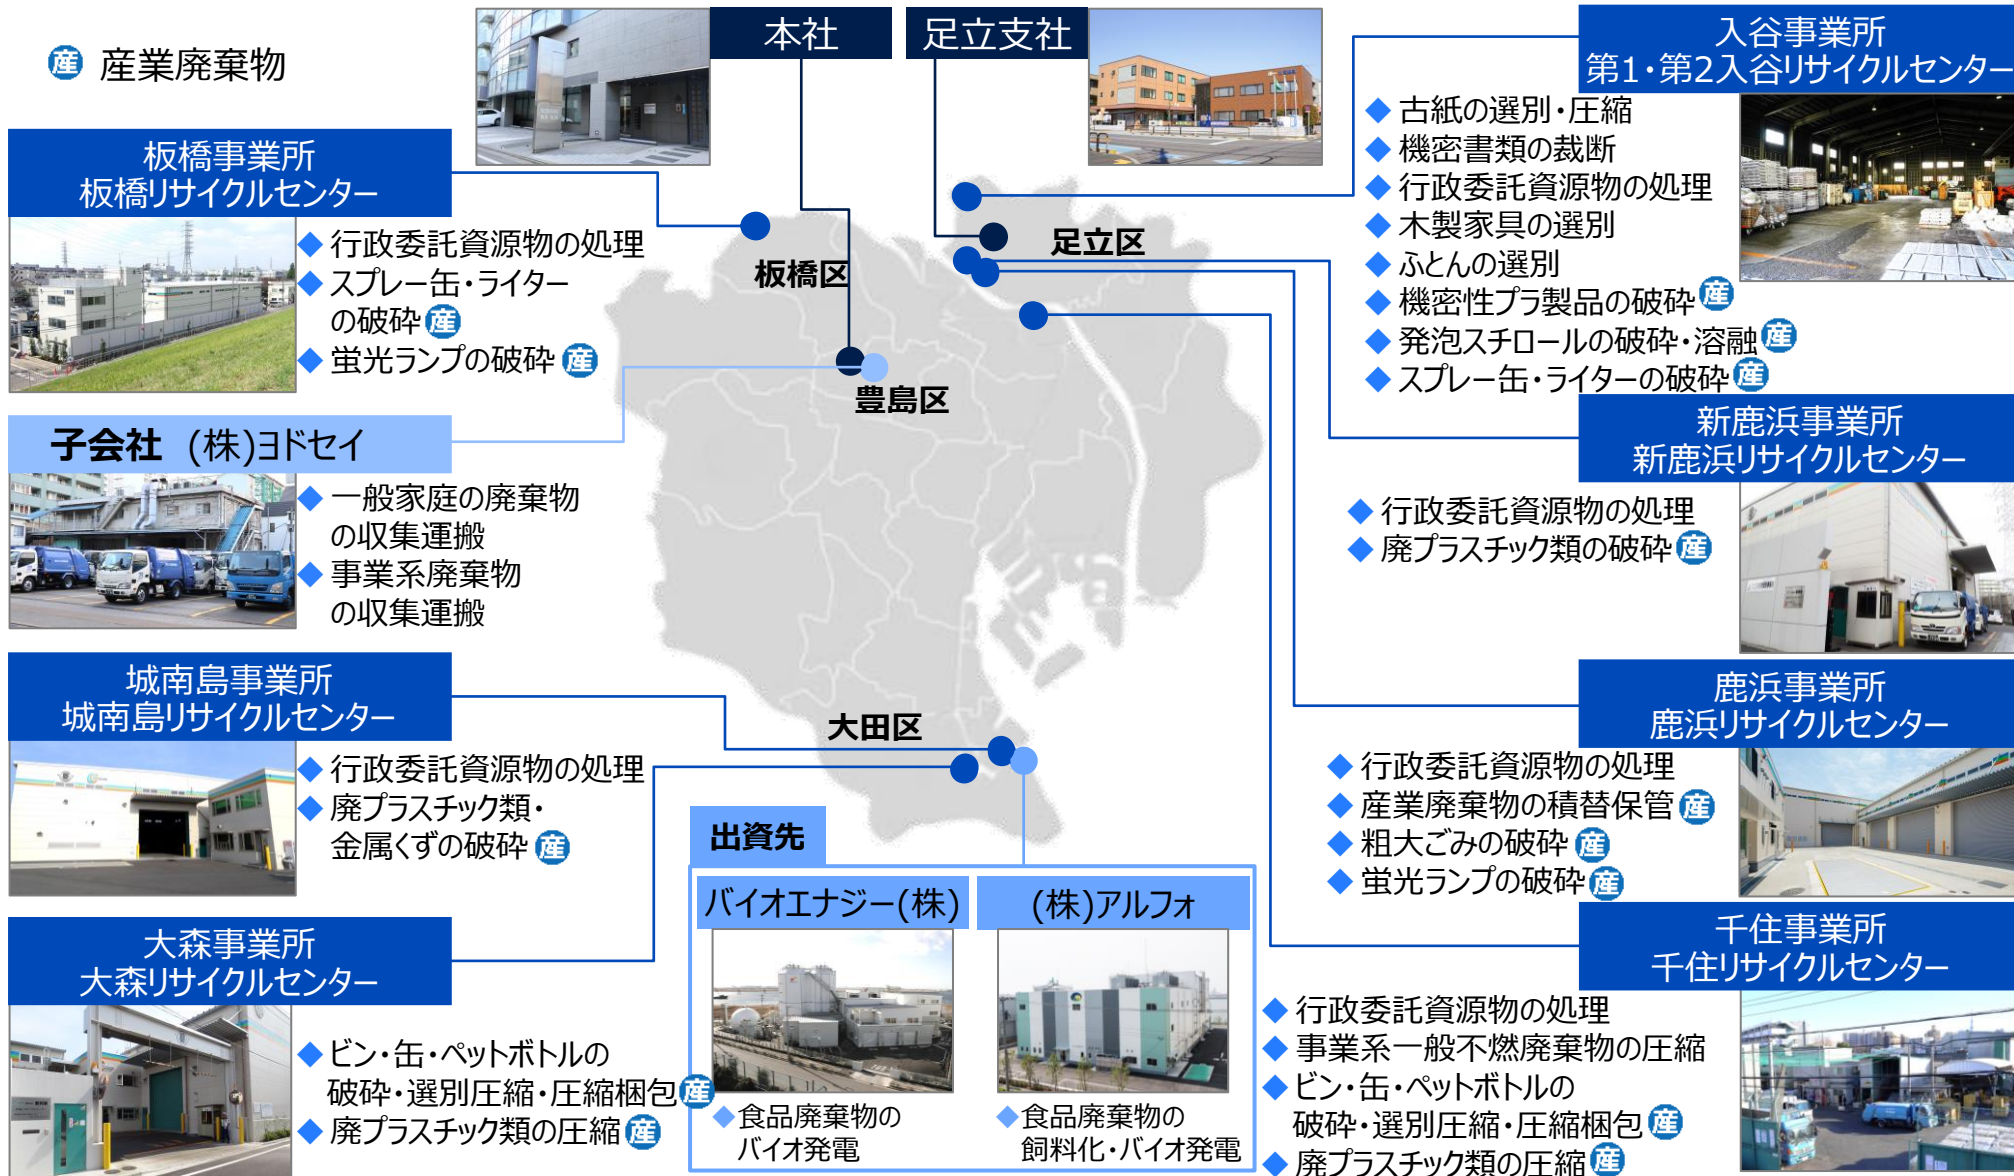 産 産業廃棄物
本社
足立支社
板橋事業所
板橋リサイクルセンター
◆ 行政委託資源物の処理
◆ スプレー缶・ライター
の破砕 産
◆ 蛍光ランプの破砕 産
子会社 (株)ヨドセイ
◆ 一般家庭の廃棄物
の収集運搬
◆ 事業系廃棄物
の収集運搬
城南島事業所
城南島リサイクルセンター
◆ 行政委託資源物の処理
◆ 廃プラスチック類・
金属くずの破砕 産
大森事業所
大森リサイクルセンター
◆ ビン・缶・ペットボトルの
破砕・選別圧縮・圧縮梱包 産
◆ 廃プラスチック類の圧縮 産
板橋区
足立区
豊島区
大田区
出資先
バイオエナジー(株)
◆ 食品廃棄物の
バイオ発電
(株)アルフォ
◆ 食品廃棄物の
飼料化・バイオ発電
入谷事業所
第1・第2入谷リサイクルセンター
◆ 古紙の選別・圧縮
◆ 機密書類の裁断
◆ 行政委託資源物の処理
◆ 木製家具の選別
◆ ふとんの選別
◆ 機密性プラ製品の破砕 産
◆ 発泡スチロールの破砕・溶融 産
◆ スプレー缶・ライターの破砕 産
新鹿浜事業所
新鹿浜リサイクルセンター
◆ 行政委託資源物の処理
◆ 廃プラスチック類の破砕 産
鹿浜事業所
鹿浜リサイクルセンター
◆ 行政委託資源物の処理
◆ 産業廃棄物の積替保管 産
◆ 粗大ごみの破砕 産
◆ 蛍光ランプの破砕 産
千住事業所
千住リサイクルセンター
◆ 行政委託資源物の処理
◆ 事業系一般不燃廃棄物の圧縮
◆ ビン・缶・ペットボトルの
破砕・選別圧縮・圧縮梱包 産
◆ 廃プラスチック類の圧縮 産